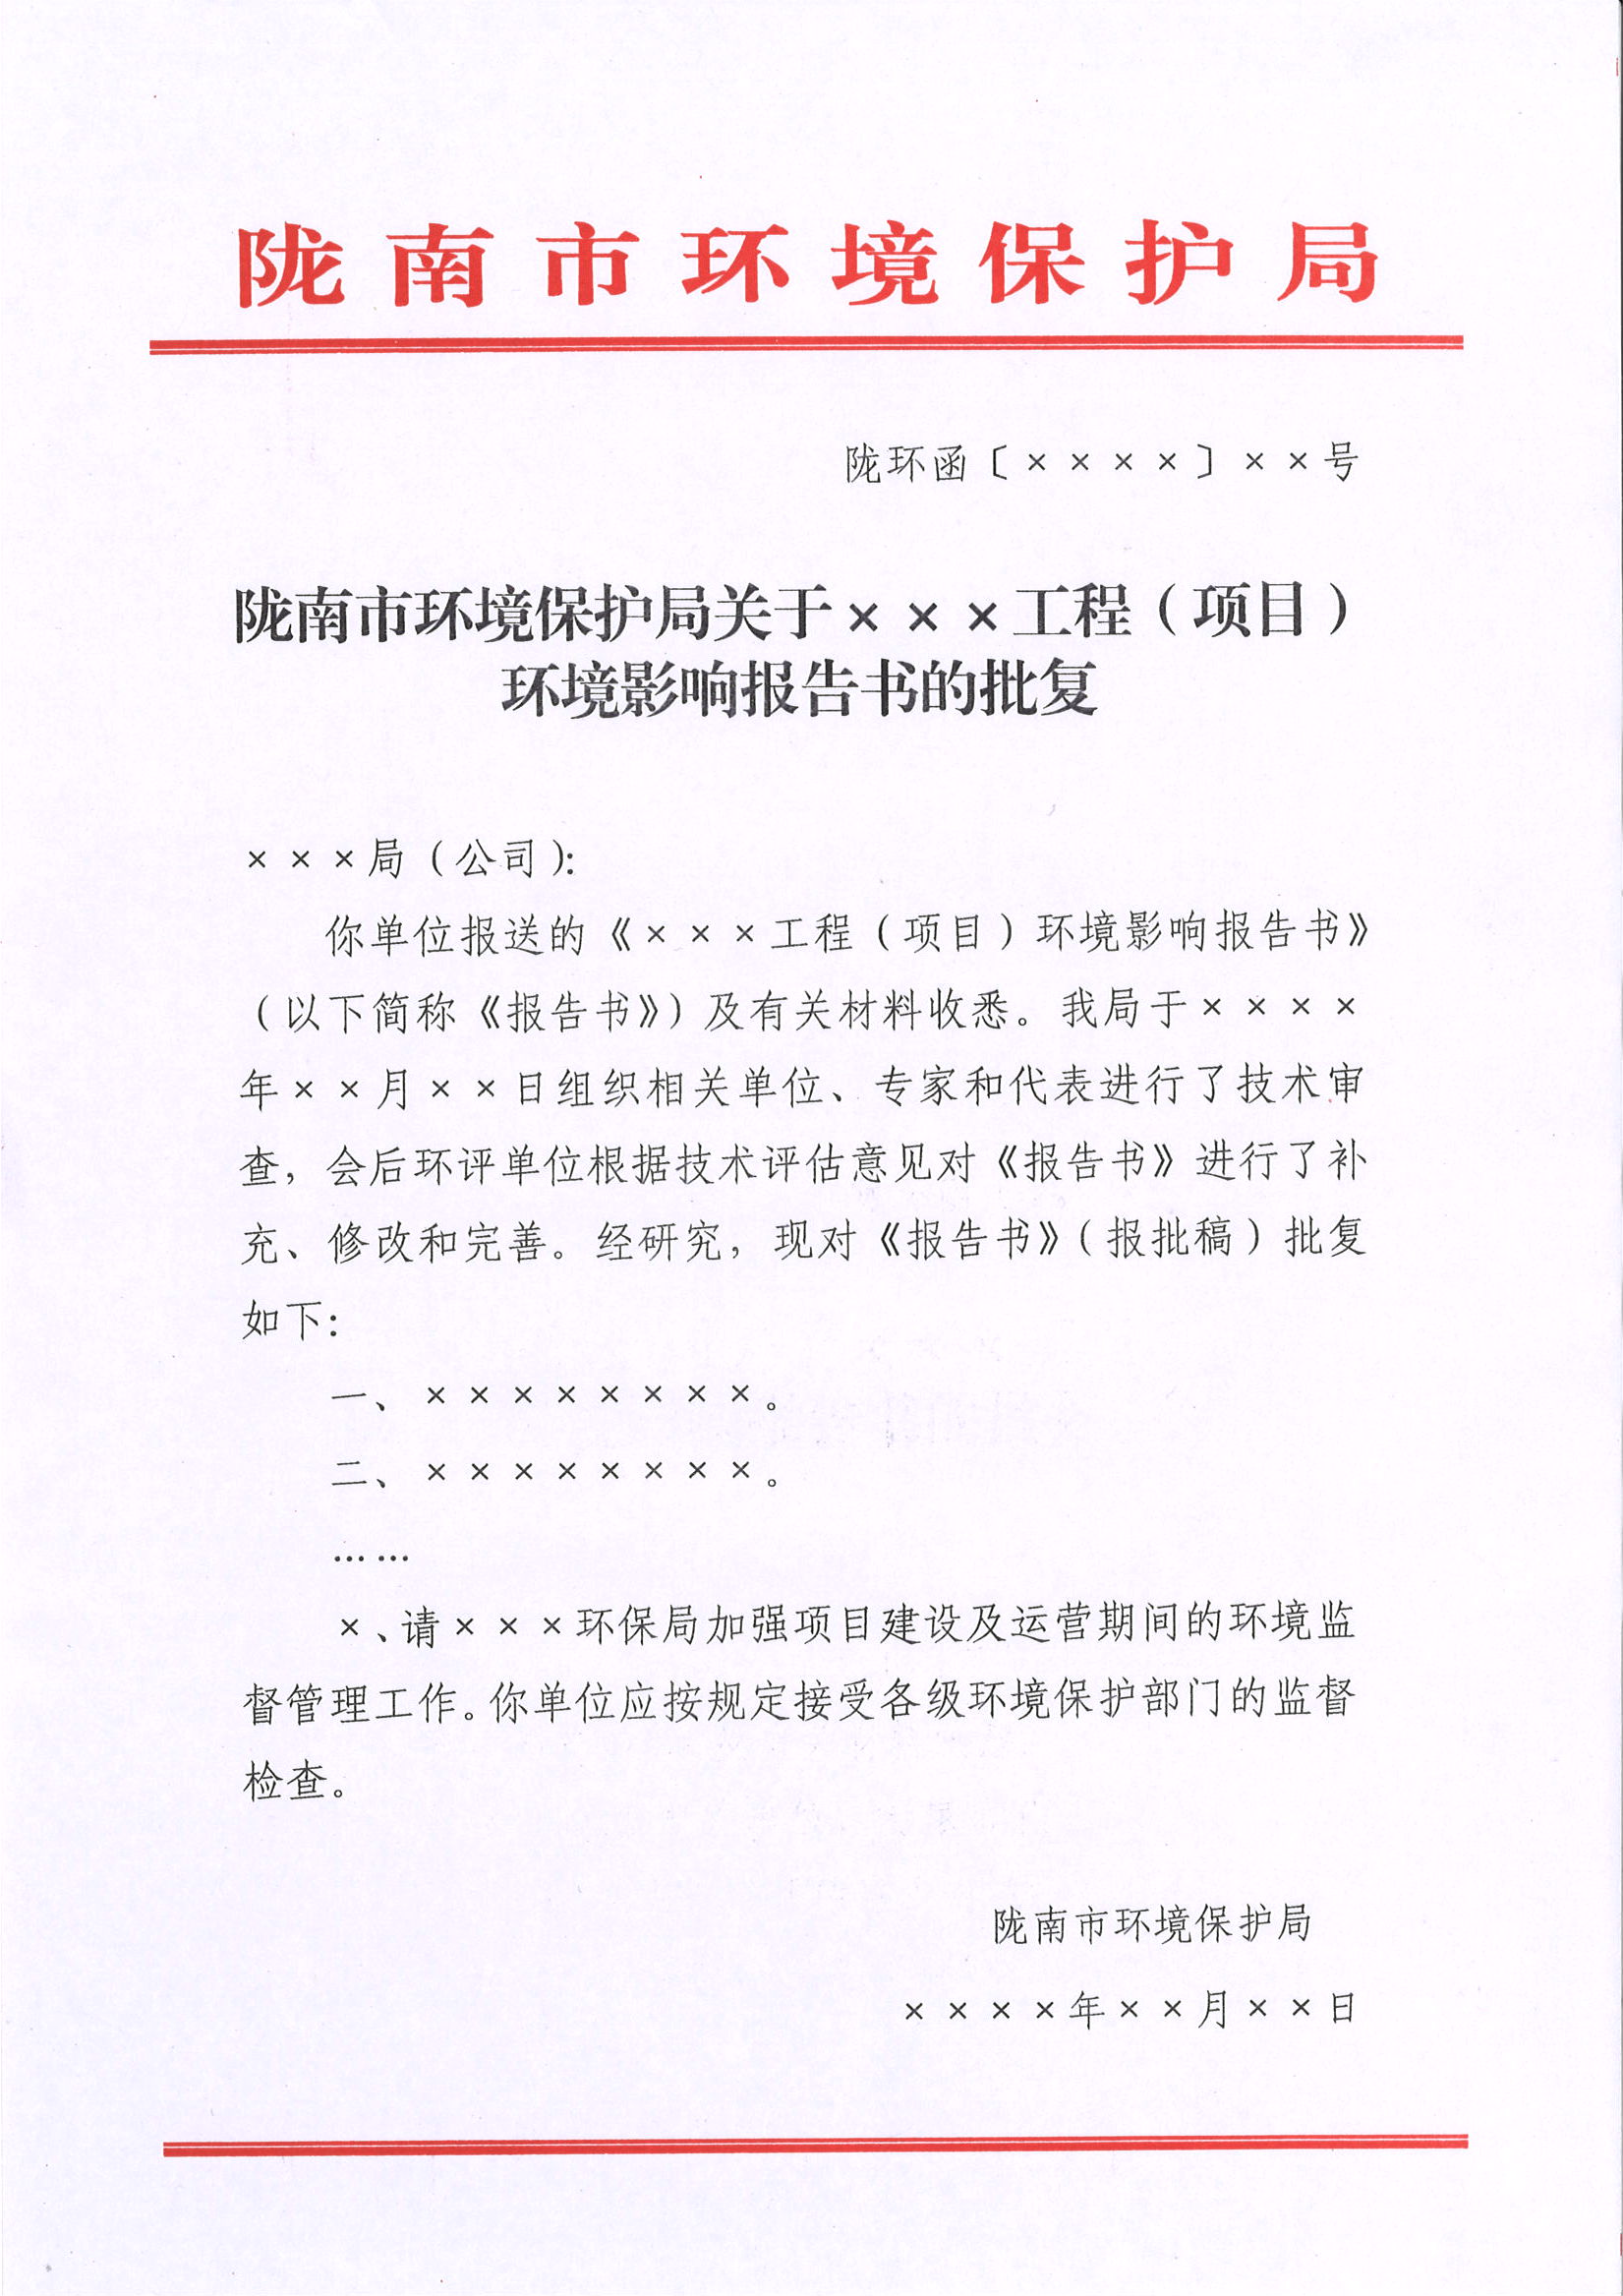 陇南市环境保护局
陇环函〔××××〕××号
陇南市环境保护局关于×××工程（项目）
环境影响报告书的批复
×××局（公司）：
你单位报送的《×××工程（项目）环境影响报告书》
（以下简称《报告书》）及有关材料收悉。我局于××××
年××月××日组织相关单位、专家和代表进行了技术审
查，会后环评单位根据技术评估意见对《报告书》进行了补
充、修改和完善。经研究，现对《报告书》（报批稿）批复
如下：
一、××××××××。
二、××××××××。
……
×、请×××环保局加强项目建设及运营期间的环境监
督管理工作。你单位应按规定接受各级环境保护部门的监督
检查。
陇南市环境保护局
××××年××月××日